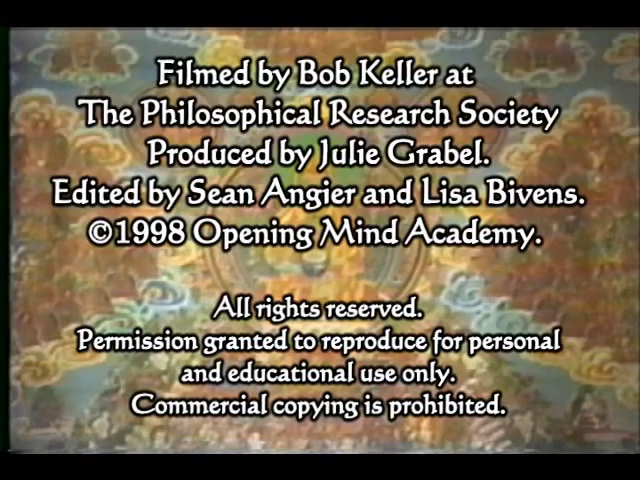 Filmed by Bob Keller at
The Philosophical Research Society
Produced by Julie Grabel.
Edited by Sean Angier and Lisa Bivens.
©1998 Opening Mind Academy.
All rights reserved.
Permission granted to reproduce for personal
and educational use only.
Commercial copying is prohibited.